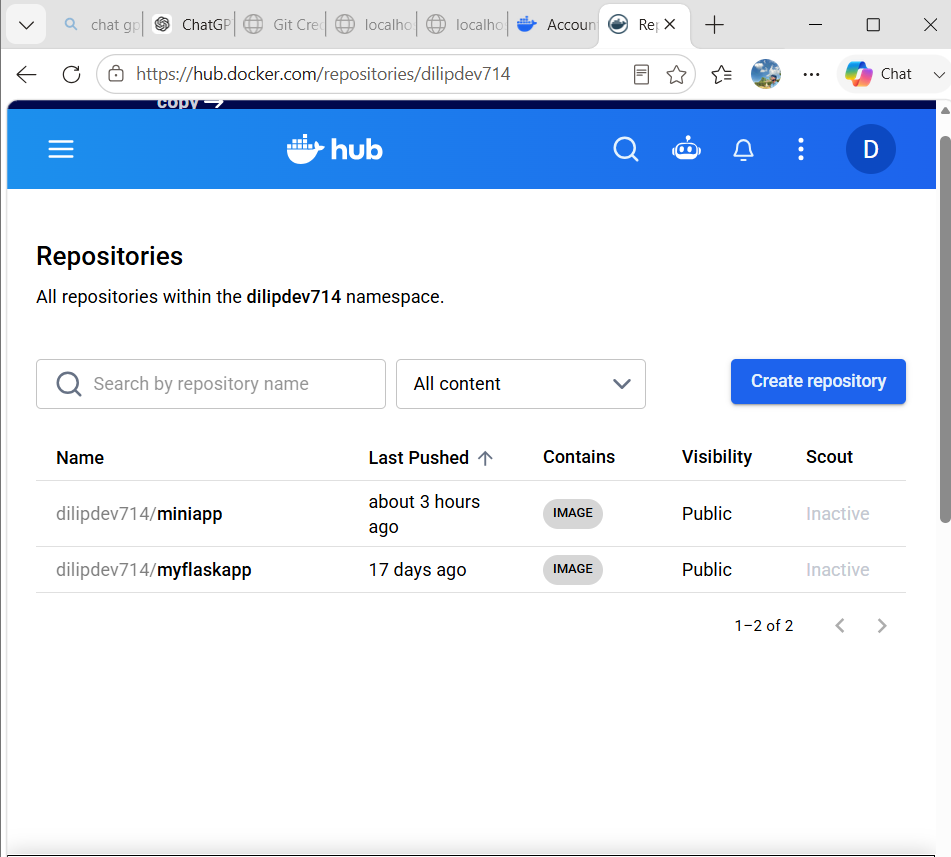 chat gp
ChatGP
Git Cred
localho
localho
Accoun
Rep
https://hub.docker.com/repositories/dilipdev714
Chat
copy →
hub
D
Repositories
All repositories within the dilipdev714 namespace.
Search by repository name
All content
Create repository
Name Last Pushed Contains Visibility Scout
dilipdev714/miniapp about 3 hours ago IMAGE Public Inactive
dilipdev714/myflaskapp 17 days ago IMAGE Public Inactive
1–2 of 2